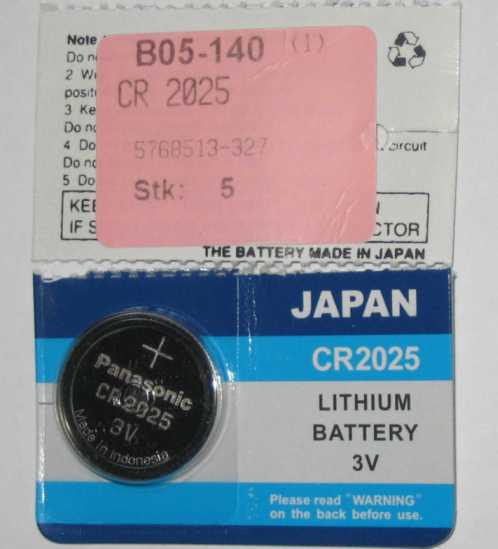 Note
B05-140 (1)
Do no
CR 2025
2 W
positi
3 Ke
Do no
5768513-327
4 Do
circuit
Do no
Stk: 5
5 Do
KEE
N
IF S
CTOR
THE BATTERY MADE IN JAPAN
JAPAN
CR2025
LITHIUM
BATTERY
3V
Please read "WARNING"
on the back before use.
+
Panasonic
CR2025
3V
Made in Indonesia